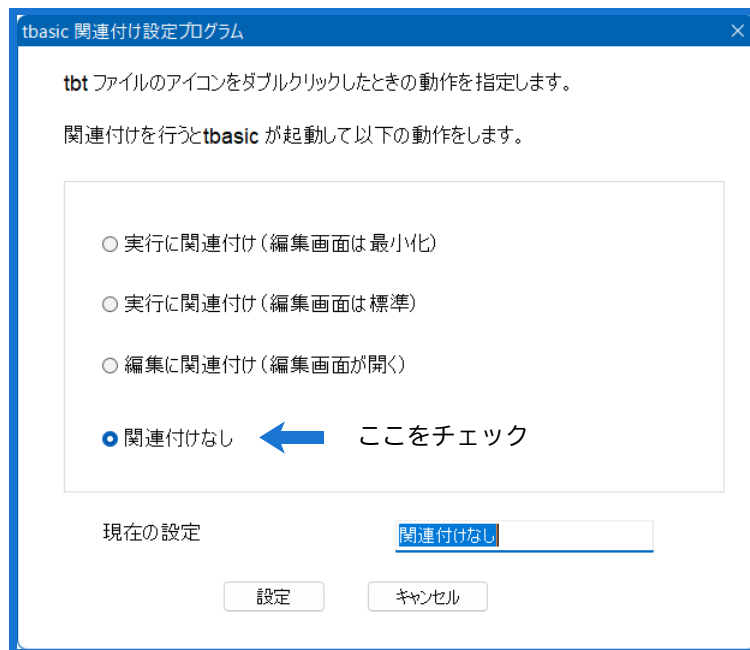 tbasic 関連付け設定プログラム
tbt ファイルのアイコンをダブルクリックしたときの動作を指定します。
関連付けを行うとtbasic が起動して以下の動作をします。
実行に関連付け(編集画面は最小化)
実行に関連付け(編集画面は標準)
編集に関連付け(編集画面が開く)
関連付けなし ここをチェック
現在の設定 関連付けなし
設定 キャンセル